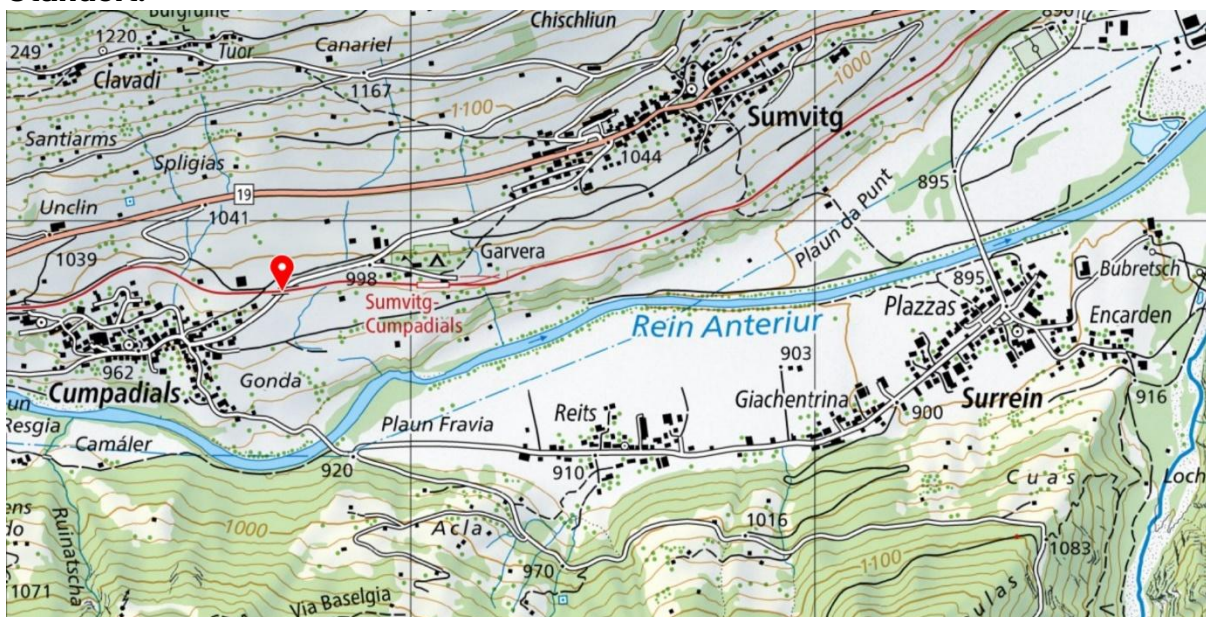 Burgruine
Chischliun
890
249
1220
Tuor
Canariel
Clavadi
1167
1100
1000
Sumvitg
Santiarms
Spligias
1044
895
19
Unclin
1041
Plaun da Punt
1039
Garvera
998
Sumvitg-
Cumpadials
895
Bubretsch
Plazzas
Rein Anteriur
Encarden
962
903
Cumpadials
Gonda
Giachentrina
Surrein
916
un
Resgia
Reits
900
Camáler
Plaun Fravia
920
910
Cuas
Loch
Ruinatscha
1000
Acla
1016
970
1083
1100
1071
Via Baselgia
ulas
V